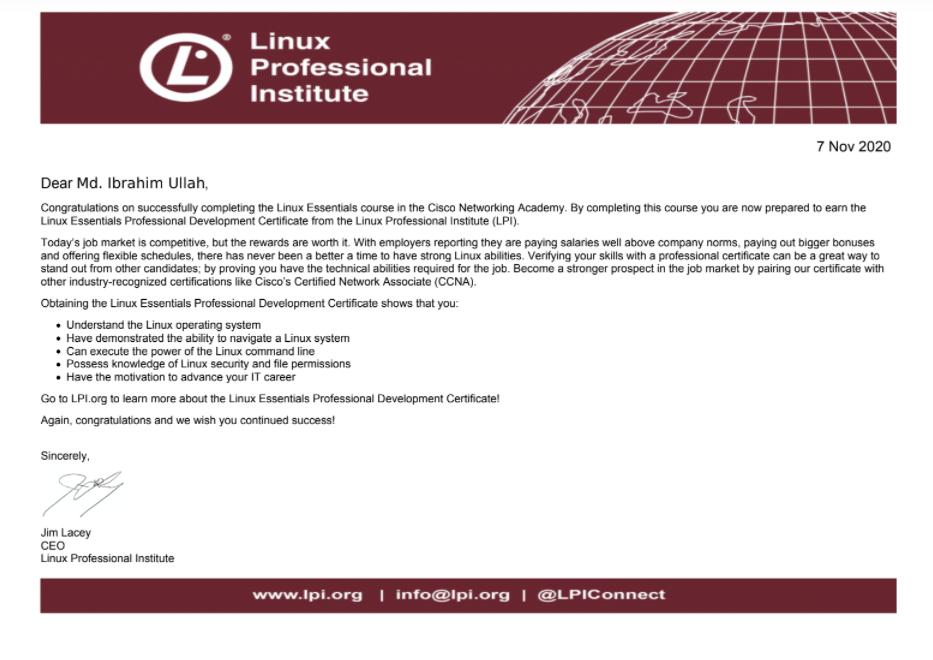 Linux
Professional
Institute
7 Nov 2020
Dear Md. Ibrahim Ullah,
Congratulations on successfully completing the Linux Essentials course in the Cisco Networking Academy. By completing this course you are now prepared to earn the
Linux Essentials Professional Development Certificate from the Linux Professional Institute (LPI).
Today's job market is competitive, but the rewards are worth it. With employers reporting they are paying salaries well above company norms, paying out bigger bonuses
and offering flexible schedules, there has never been a better a time to have strong Linux abilities. Verifying your skills with a professional certificate can be a great way to
stand out from other candidates; by proving you have the technical abilities required for the job. Become a stronger prospect in the job market by pairing our certificate with
other industry-recognized certifications like Cisco's Certified Network Associate (CCNA).
Obtaining the Linux Essentials Professional Development Certificate shows that you:
• Understand the Linux operating system
• Have demonstrated the ability to navigate a Linux system
• Can execute the power of the Linux command line
• Possess knowledge of Linux security and file permissions
• Have the motivation to advance your IT career
Go to LPI.org to learn more about the Linux Essentials Professional Development Certificate!
Again, congratulations and we wish you continued success!
Sincerely,
Jim Lacey
CEO
Linux Professional Institute
www.lpi.org | info@lpi.org | @LPIConnect